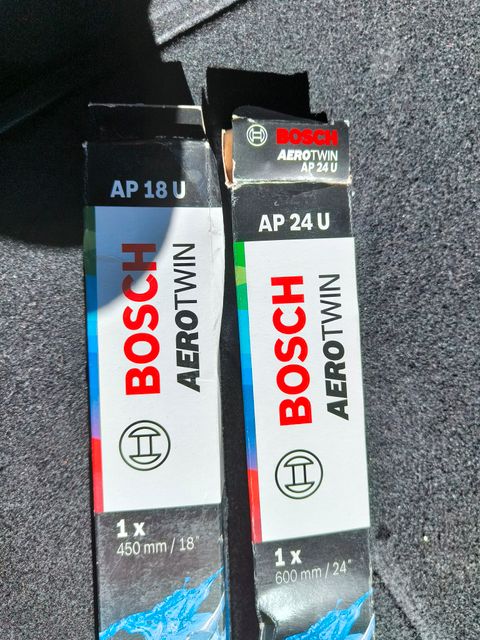 AP 18 U
BOSCH
AEROTWIN
1 x
450 mm / 18"
BOSCH
AEROTWIN
AP 24 U
AP 24 U
BOSCH
AEROTWIN
1 x
600 mm / 24"